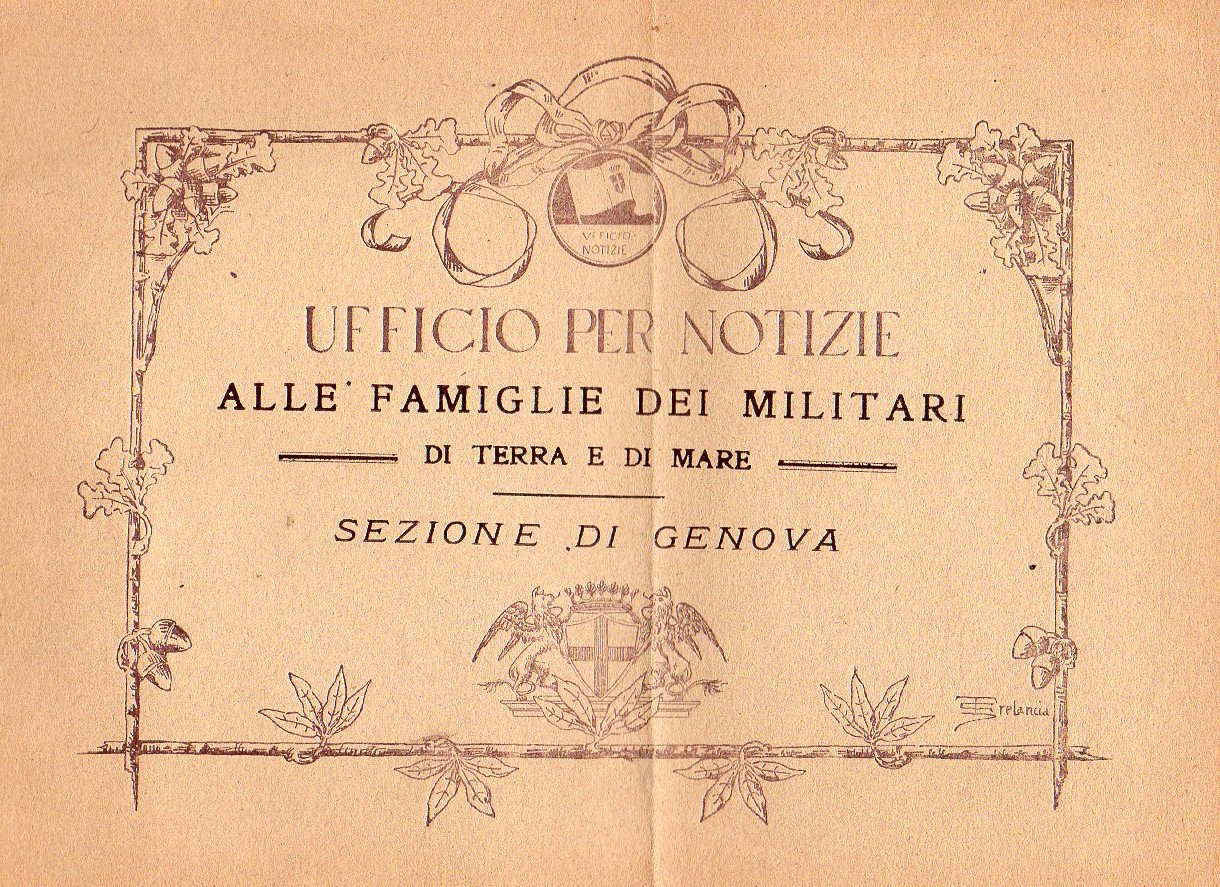 UFFICIO
NOTIZIE
UFFICIO PER NOTIZIE
ALLE FAMIGLIE DEI MILITARI
DI TERRA E DI MARE
SEZIONE DI GENOVA